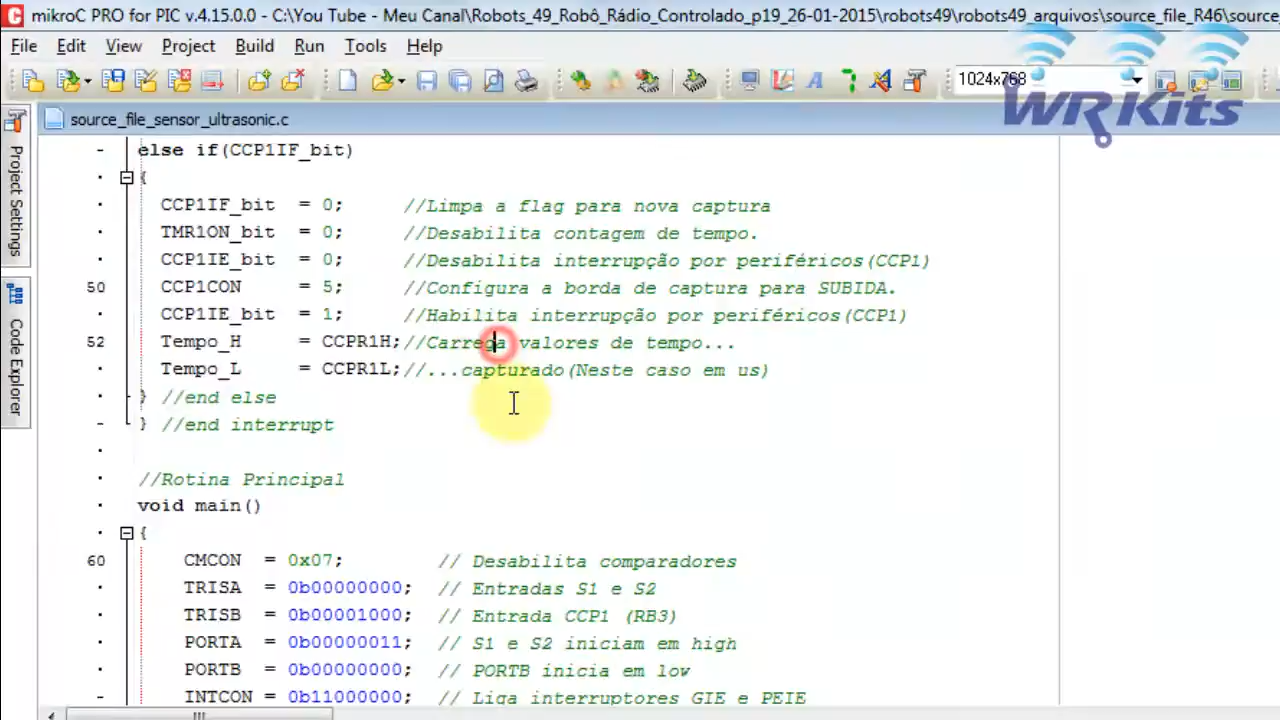 mikroC PRO for PIC v.4.15.0.0 - C:\You Tube - Meu Canal\Robots_49_Robô_Rádio_Controlado_p19_26-01-2015\robots49\robots49_arquivos\source_file_R46\source_
File Edit View Project Build Run Tools Help
1024x768
WR Kits
source_file_sensor_ultrasonic.c
Project Settings
Code Explorer
else if(CCP1IF_bit)
{
CCP1IF_bit = 0; //Limpa a flag para nova captura
TMR1ON_bit = 0; //Desabilita contagem de tempo.
CCP1IE_bit = 0; //Desabilita interrupção por periféricos(CCP1)
50 CCP1CON = 5; //Configura a borda de captura para SUBIDA.
CCP1IE_bit = 1; //Habilita interrupção por periféricos(CCP1)
52 Tempo_H = CCPR1H;//Carrega valores de tempo...
Tempo_L = CCPR1L;//...capturado(Neste caso em us)
} //end else
} //end interrupt
//Rotina Principal
void main()
{
60 CMCON = 0x07; // Desabilita comparadores
TRISA = 0b00000000; // Entradas S1 e S2
TRISB = 0b00001000; // Entrada CCP1 (RB3)
PORTA = 0b00000011; // S1 e S2 iniciam em high
PORTB = 0b00000000; // PORTB inicia em low
INTCON = 0b11000000; // Liga interruptores GIE e PEIE